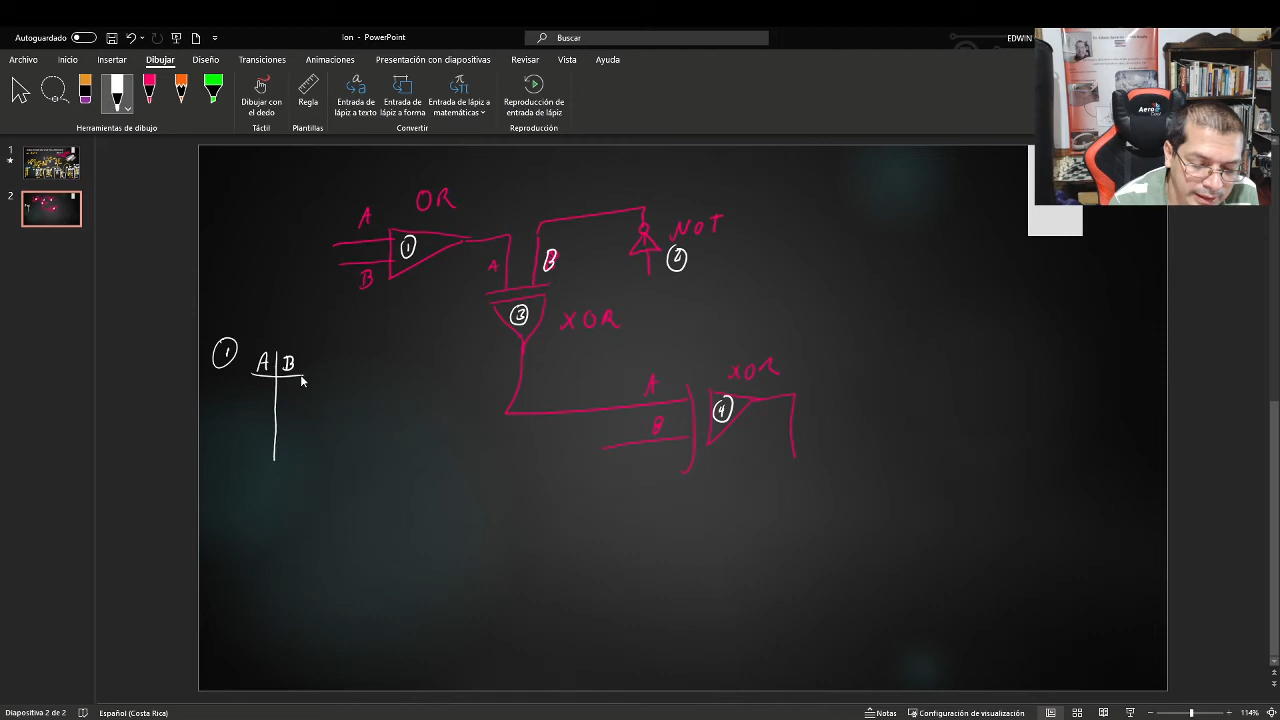 Autoguardado
Ion - PowerPoint
Buscar
EDWIN
Archivo Inicio Insertar Dibujar Diseño Transiciones Animaciones Presentación con diapositivas Revisar Vista Ayuda
Dibujar con el dedo
Regla
Entrada de lápiz a texto
Entrada de lápiz a forma
Entrada de lápiz a matemáticas
Reproducción de entrada de lápiz
Herramientas de dibujo
Táctil
Plantillas
Convertir
Reproducción
1
2
OR
A
1
B
NOT
2
A
B
3
XOR
1
A B
XOR
A
4
B
Diapositiva 2 de 2
Español (Costa Rica)
Notas
Configuración de visualización
114%